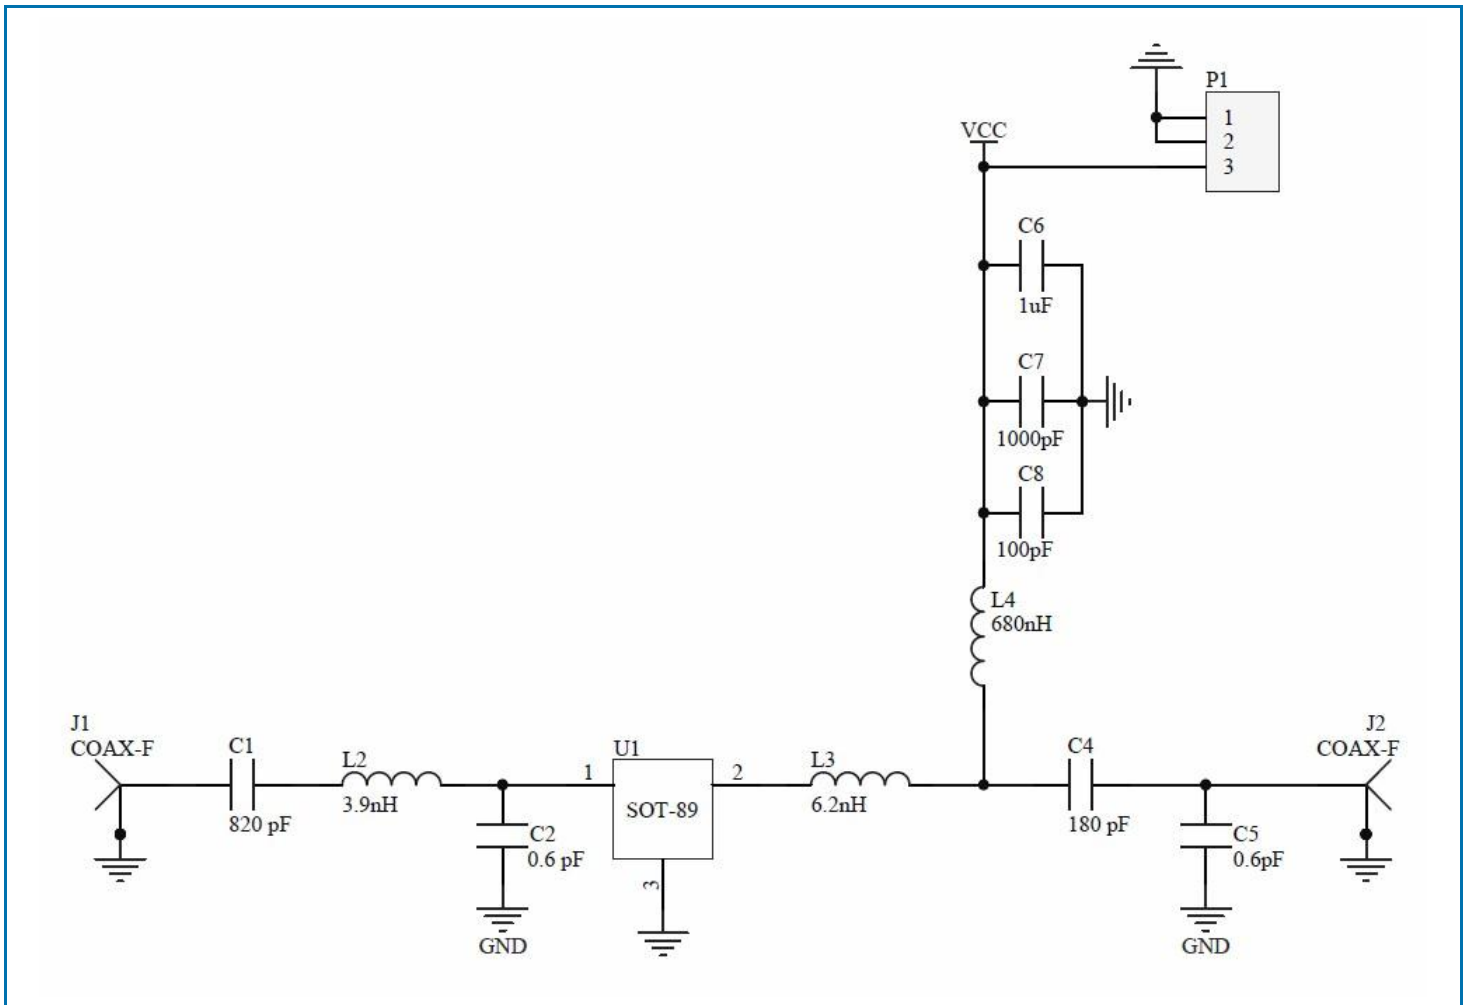 P1
1
2
3
VCC
C6
1uF
C7
1000pF
C8
100pF
L4
680nH
J1
COAX-F
C1
820 pF
L2
3.9nH
C2
0.6 pF
GND
U1
1
SOT-89
2
3
L3
6.2nH
C4
180 pF
J2
COAX-F
C5
0.6pF
GND